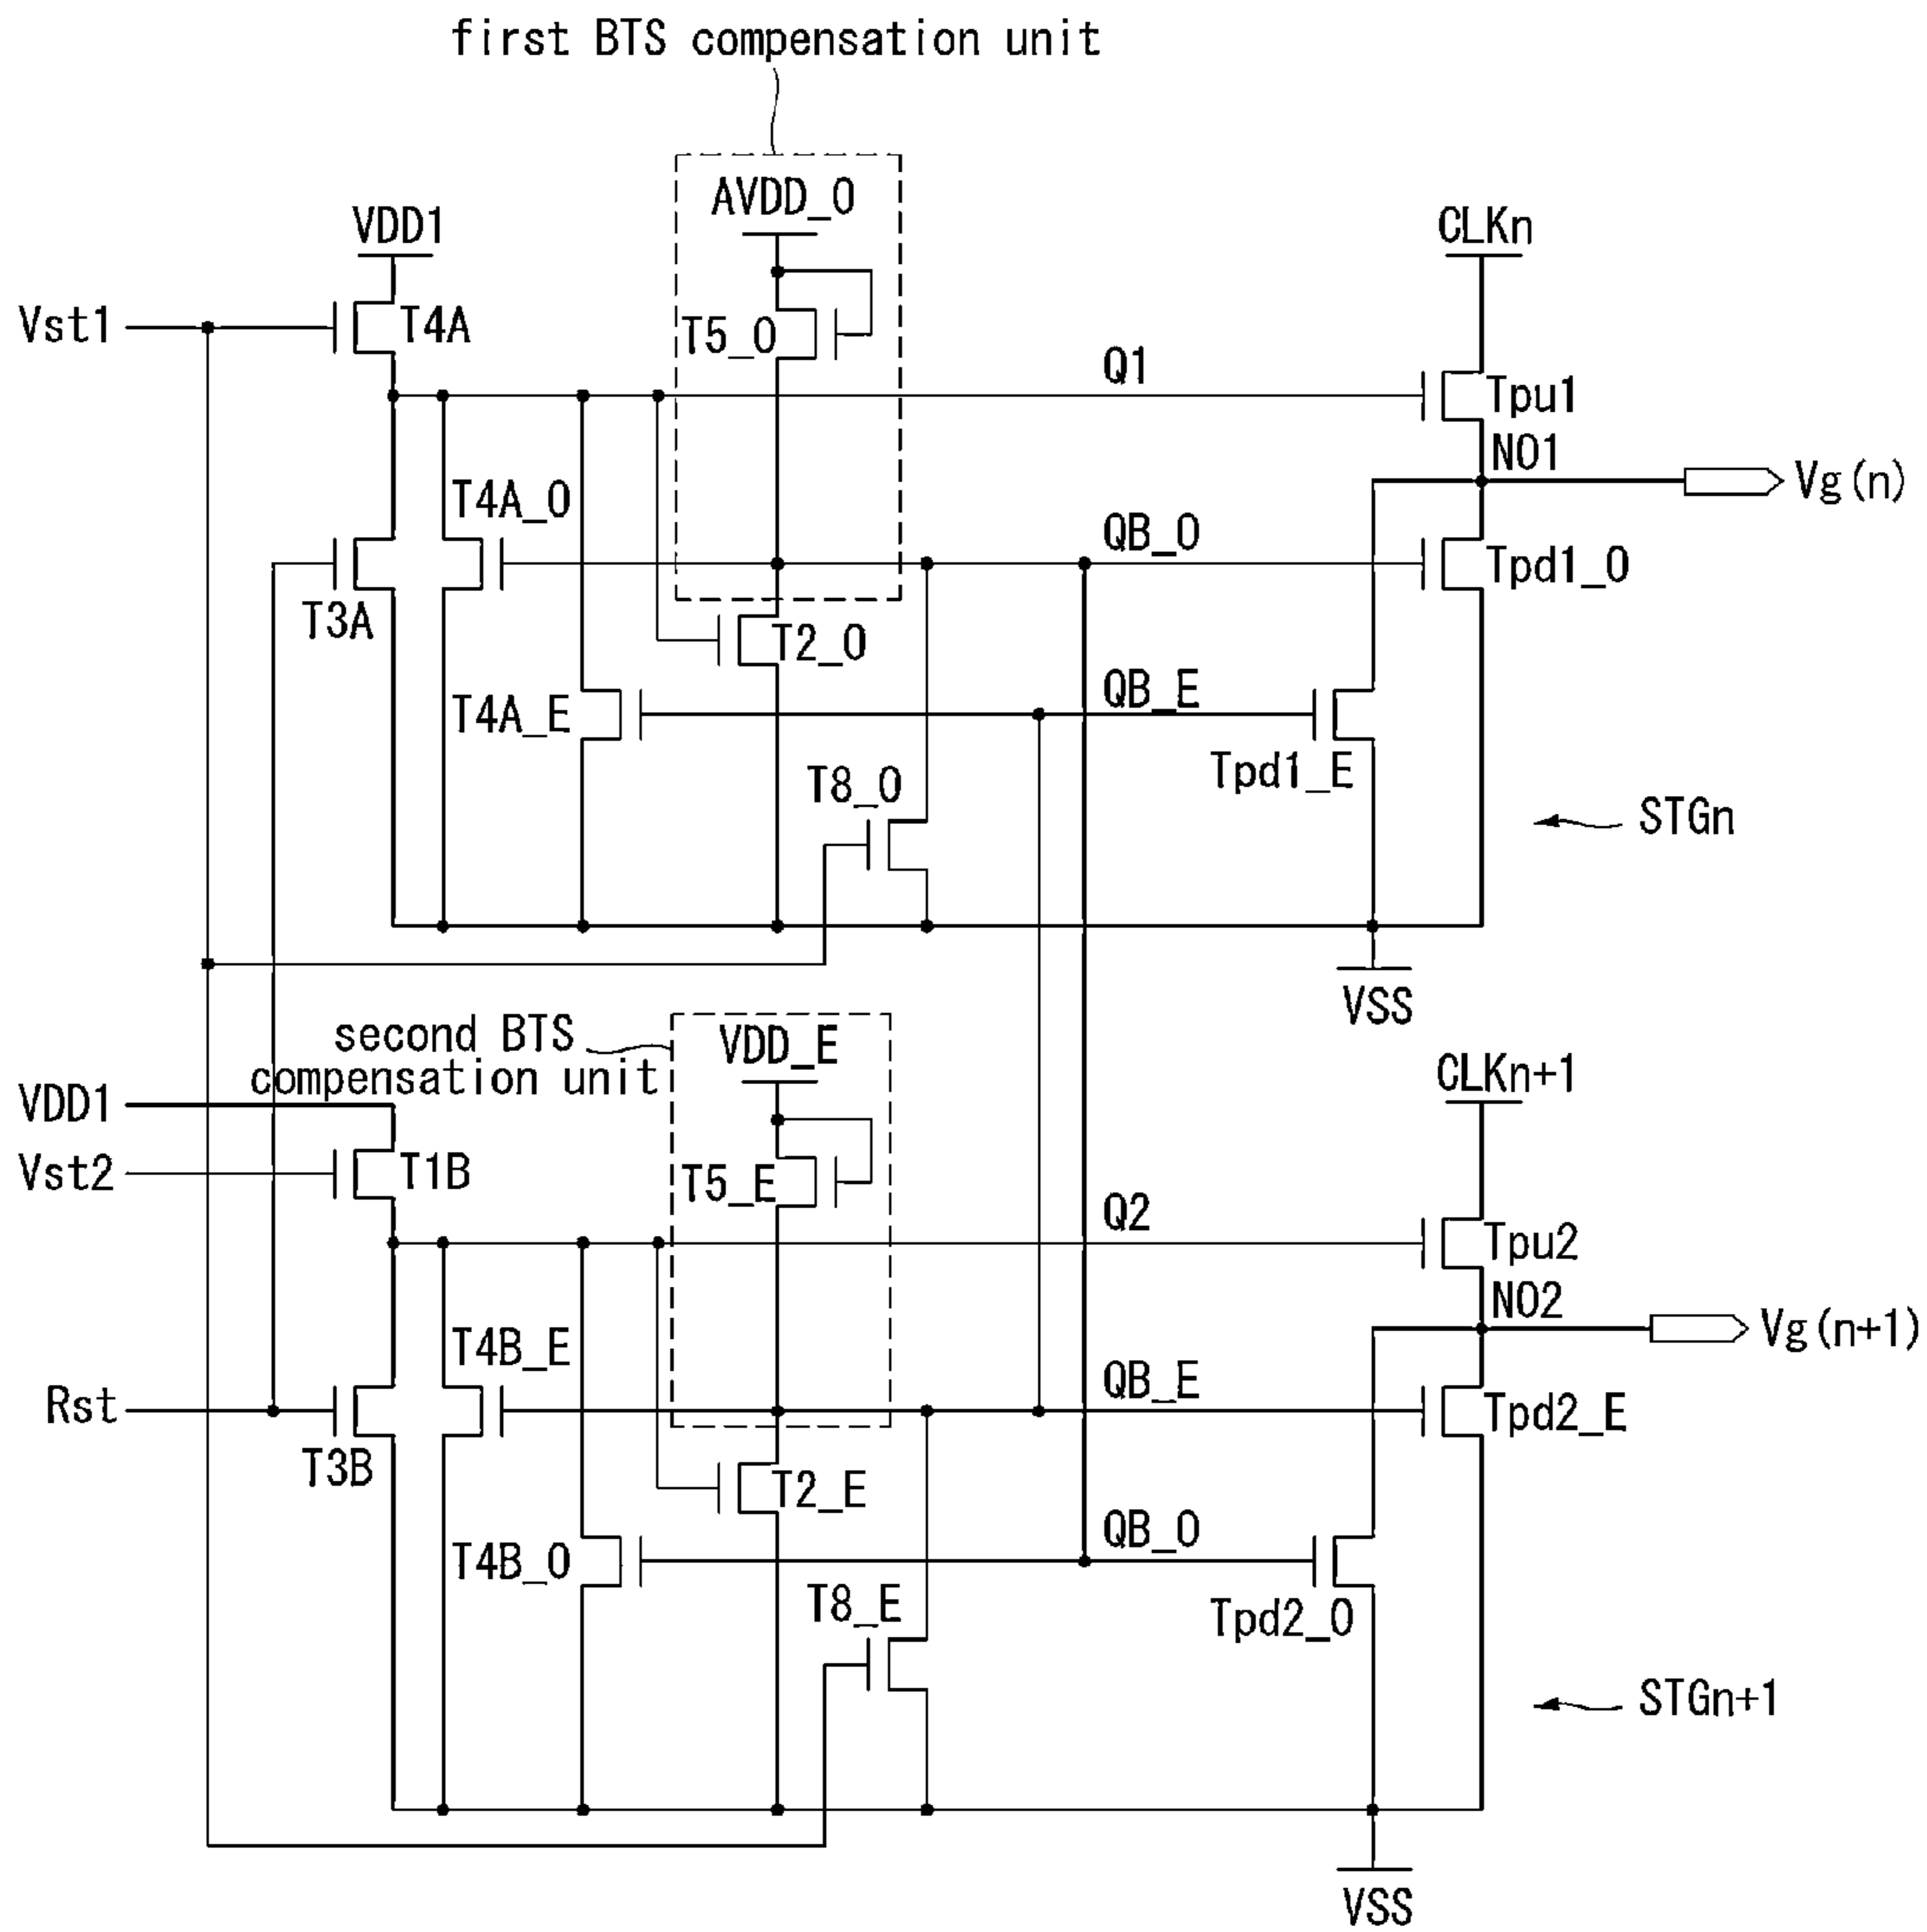 first BTS compensation unit
AVDD_O
VDD1
CLKn
Vst1
T4A
T5_O
Q1
Tpu1
NO1
Vg(n)
T4A_O
QB_O
Tpd1_O
T3A
T2_O
T4A_E
QB_E
Tpd1_E
T8_O
STGn
VSS
second BTS
compensation unit
VDD_E
CLKn+1
VDD1
Vst2
T1B
T5_E
Q2
Tpu2
NO2
Vg(n+1)
T4B_E
QB_E
Rst
Tpd2_E
T3B
T2_E
T4B_O
QB_O
T8_E
Tpd2_O
STGn+1
VSS